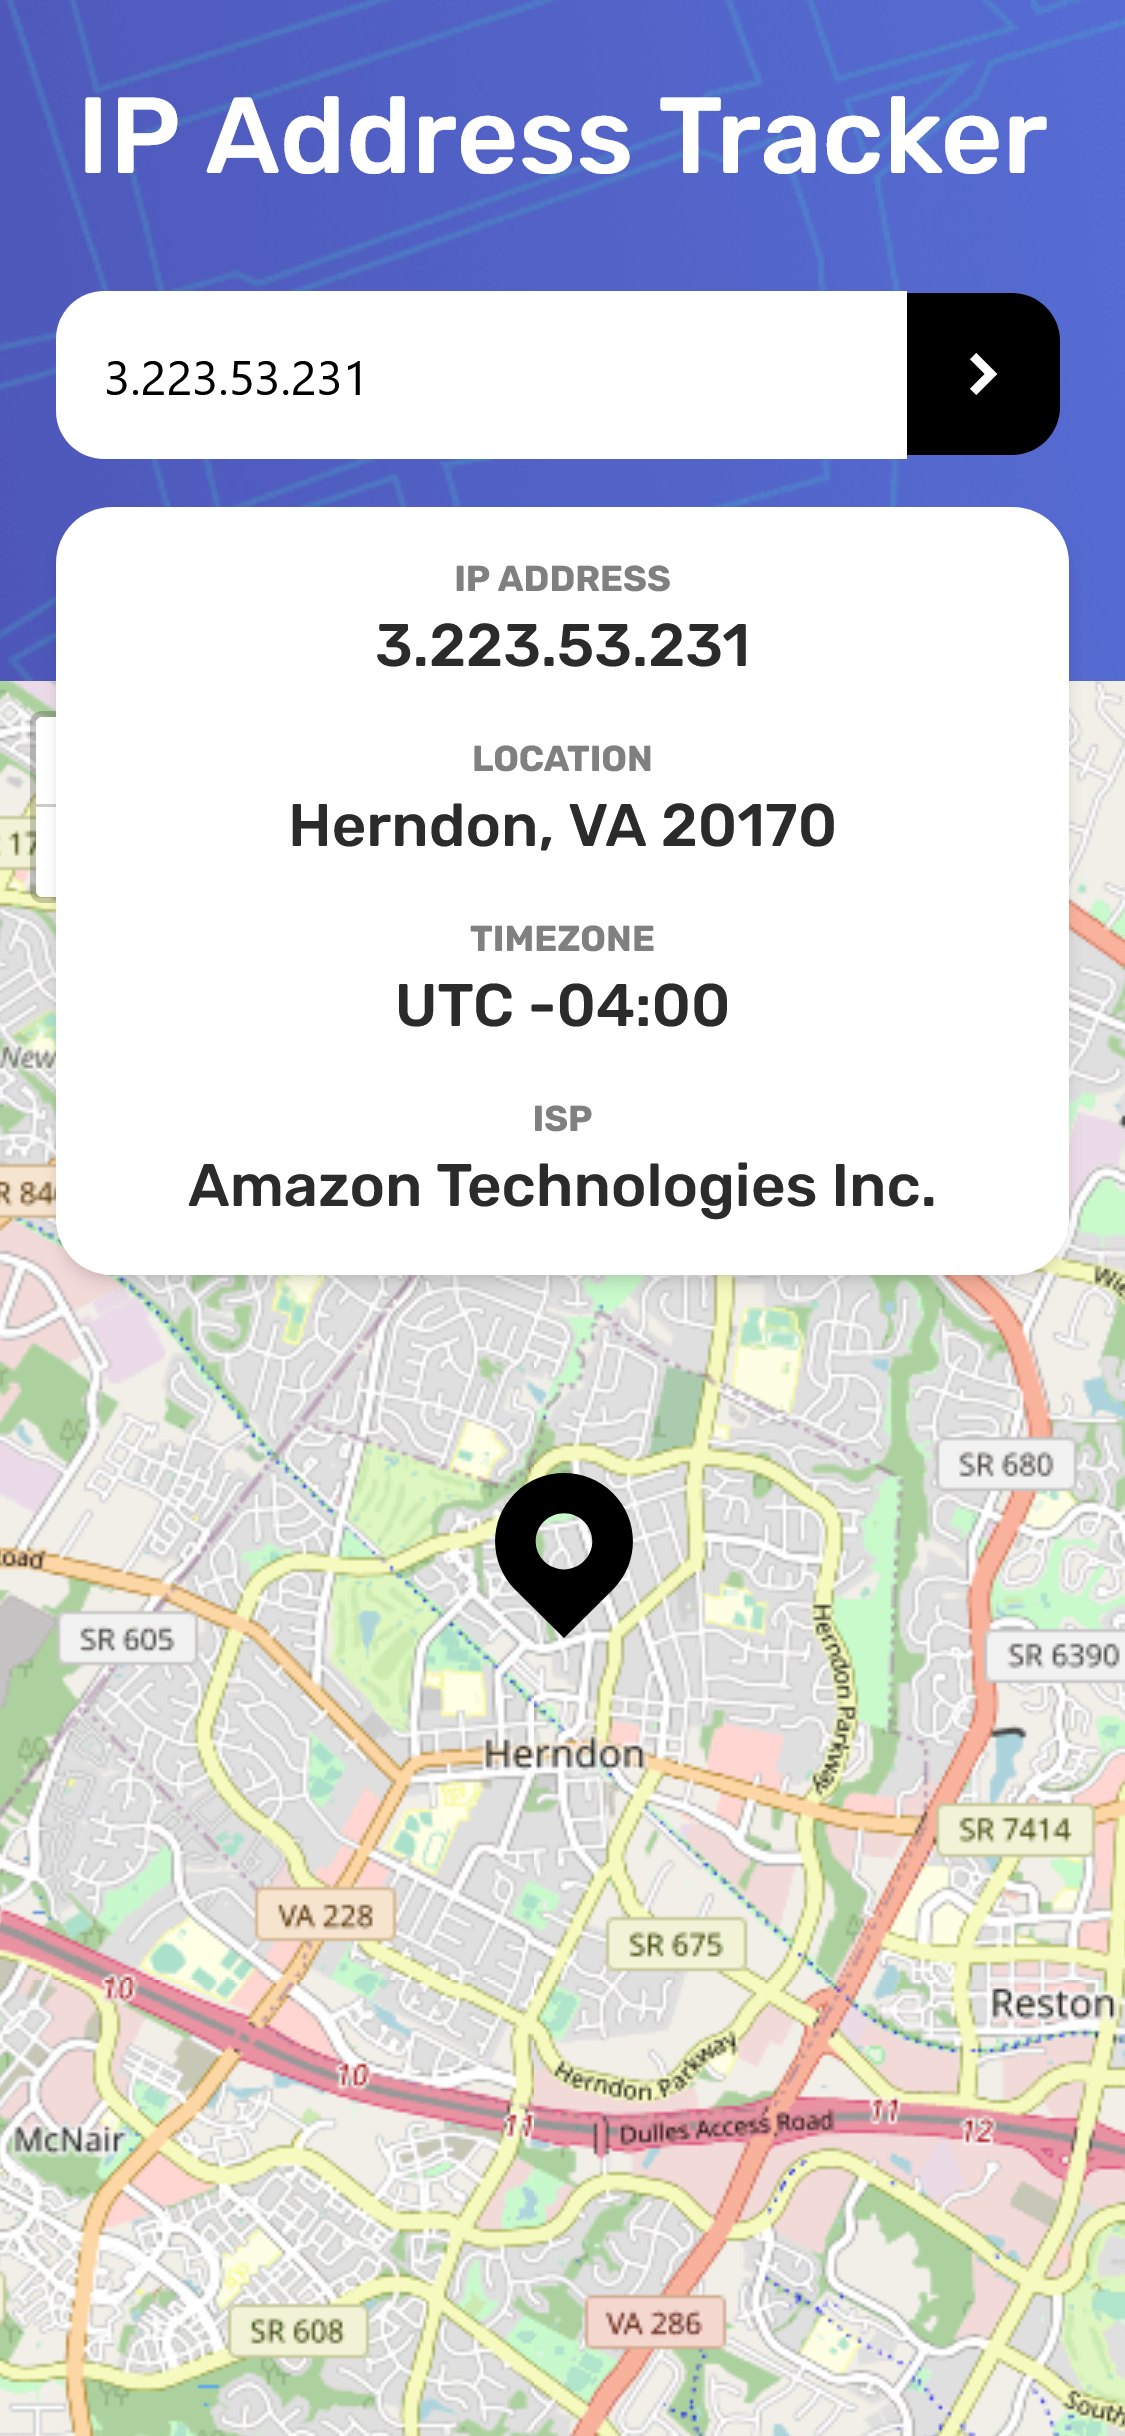 IP Address Tracker
3.223.53.231
IP ADDRESS
3.223.53.231
LOCATION
Herndon, VA 20170
TIMEZONE
UTC -04:00
ISP
Amazon Technologies Inc.
17
New
R 84
SR 680
oad
SR 605
SR 6390
Herndon Parkway
Herndon
SR 7414
VA 228
SR 675
10
Reston
10
Herndon Parkway
11
Dulles Access Road
11
12
McNair
SR 608
VA 286
South